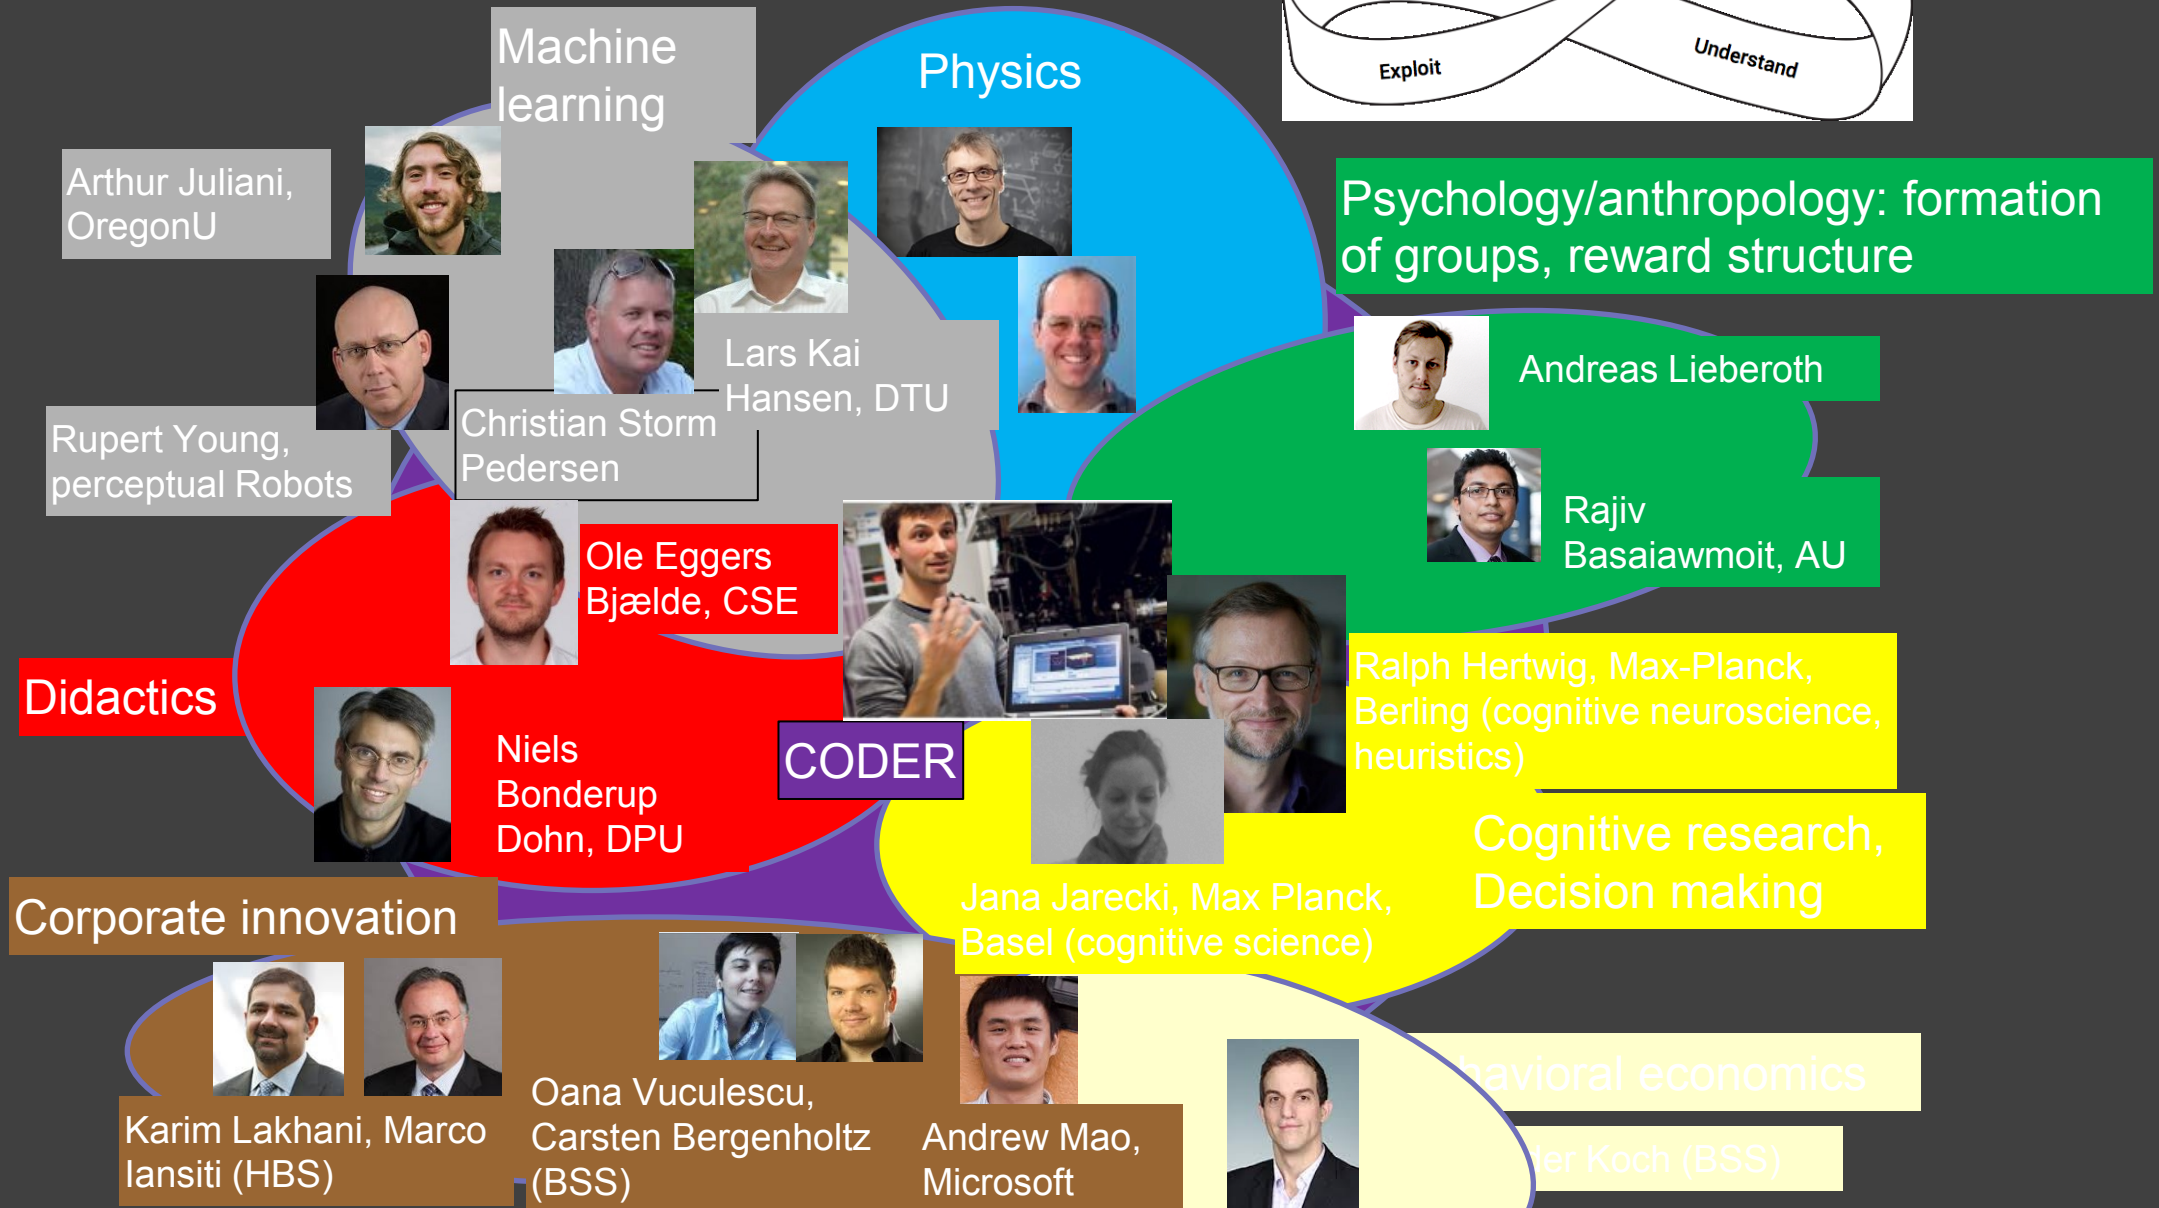 Machine
learning
Physics
Exploit
Understand
Arthur Juliani,
OregonU
Psychology/anthropology: formation
of groups, reward structure
Lars Kai
Hansen, DTU
Andreas Lieberoth
Christian Storm
Pedersen
Rupert Young,
perceptual Robots
Rajiv
Basaiawmoit, AU
Ole Eggers
Bjælde, CSE
Didactics
Ralph Hertwig, Max-Planck,
Berling (cognitive neuroscience,
heuristics)
Niels
Bonderup
Dohn, DPU
CODER
Cognitive research,
Decision making
Jana Jarecki, Max Planck,
Basel (cognitive science)
Corporate innovation
economics
Karim Lakhani, Marco
Iansiti (HBS)
Oana Vuculescu,
Carsten Bergenholtz
(BSS)
Andrew Mao,
Microsoft
Koch (BSS)